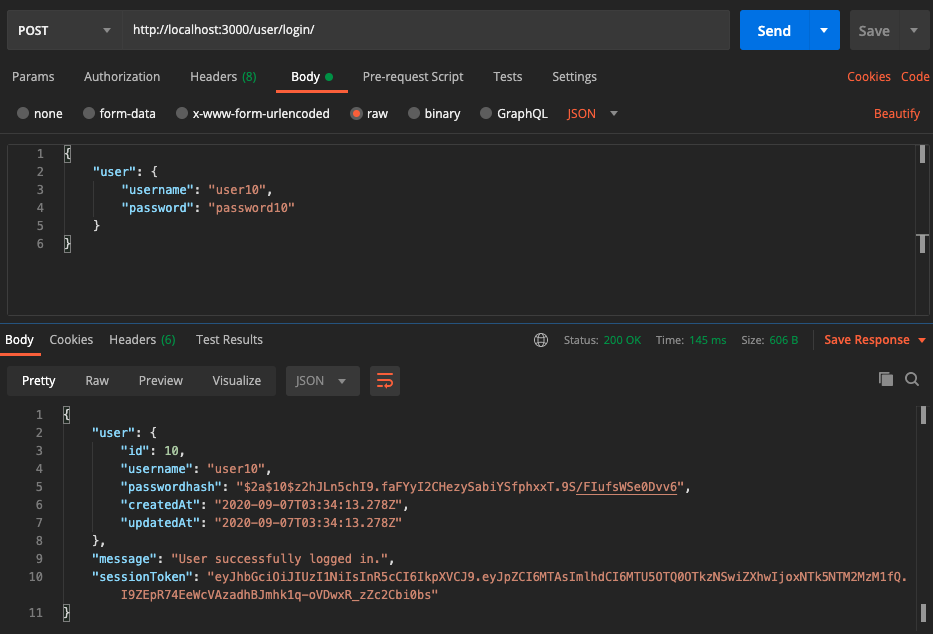 POST http://localhost:3000/user/login/ Send Save
Params Authorization Headers (8) Body Pre-request Script Tests Settings Cookies Code
none form-data x-www-form-urlencoded raw binary GraphQL JSON Beautify
1 {
2 "user": {
3 "username": "user10",
4 "password": "password10"
5 }
6 }
Body Cookies Headers (6) Test Results Status: 200 OK Time: 145 ms Size: 606 B Save Response
Pretty Raw Preview Visualize JSON
1 {
2 "user": {
3 "id": 10,
4 "username": "user10",
5 "passwordhash": "$2a$10$z2hJLn5chI9.faFYyI2CHezySabiYSfphxxT.9S/FIufsWSe0Dvv6",
6 "createdAt": "2020-09-07T03:34:13.278Z",
7 "updatedAt": "2020-09-07T03:34:13.278Z"
8 },
9 "message": "User successfully logged in.",
10 "sessionToken": "eyJhbGciOiJIUzI1NiIsInR5cCI6IkpXVCJ9.eyJpZCI6MTAsImlhdCI6MTU5OTQ0OTkzNSwiZXhwIjoxNTk5NTM2MzM1fQ.
I9ZEpR74EeWcVAzadhBJmhk1q-oVDwxR_zZc2Cbi0bs"
11 }